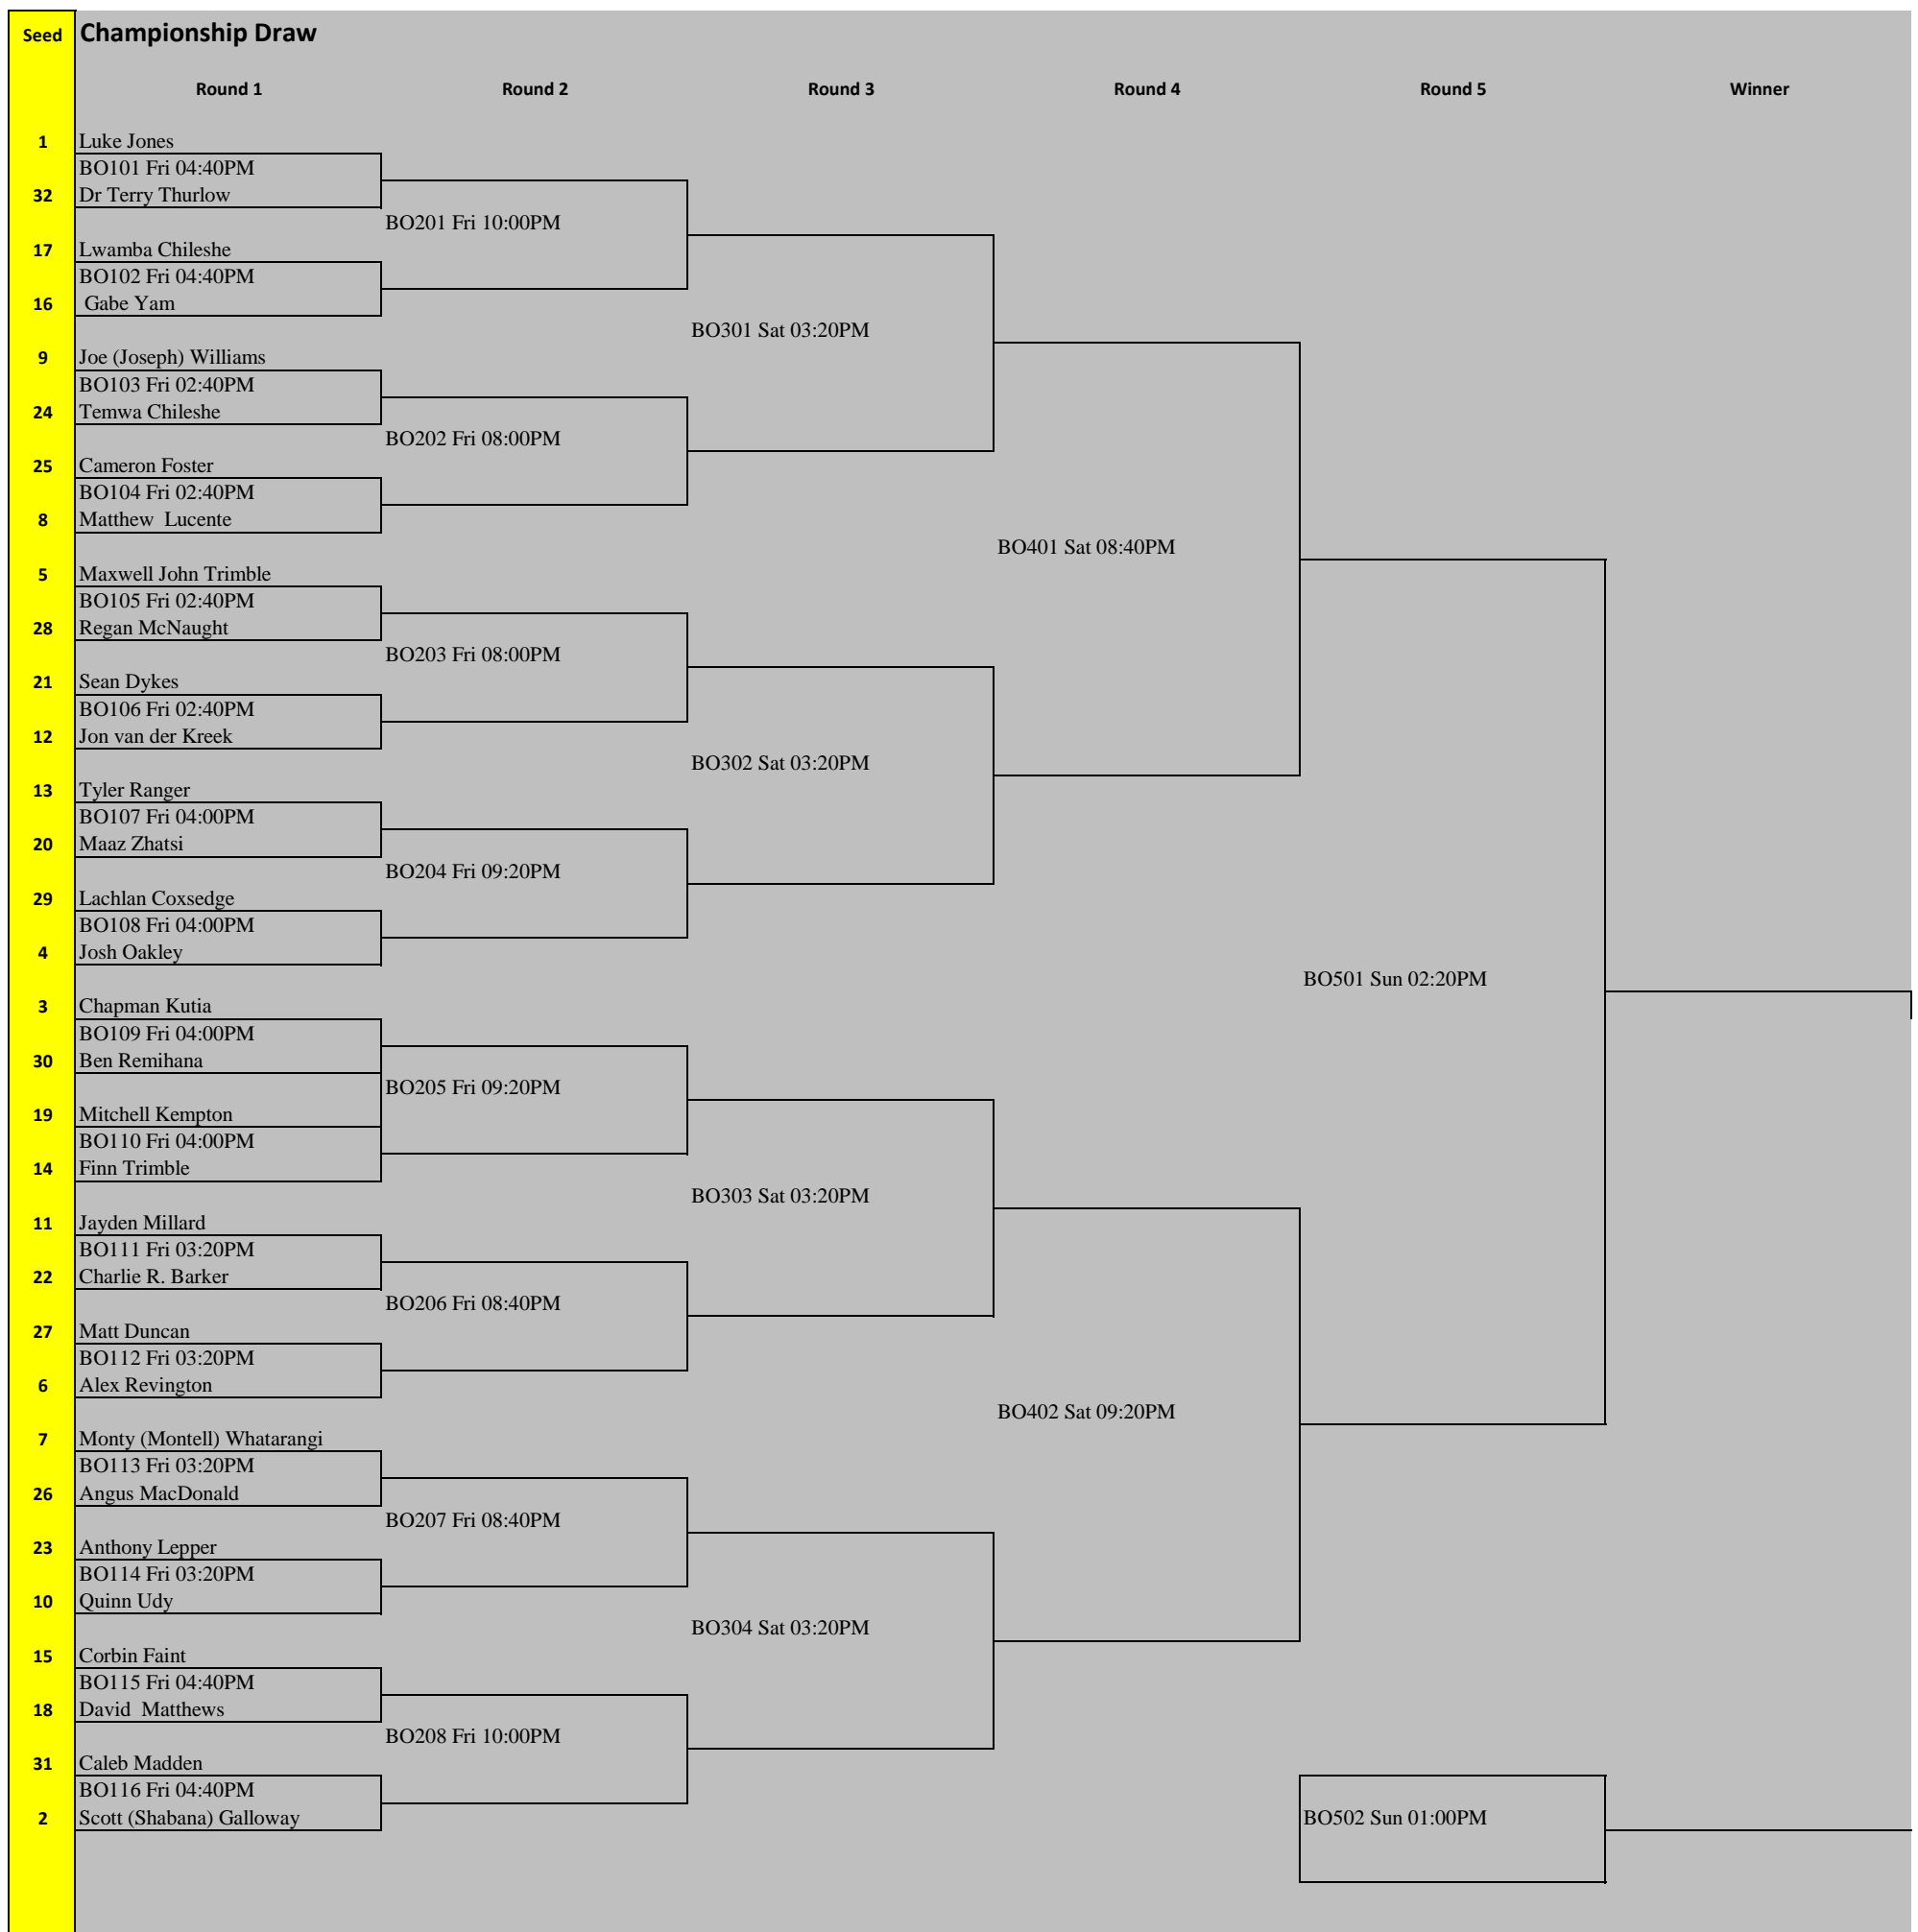 Seed Championship Draw
Round 1 Round 2 Round 3 Round 4 Round 5 Winner
1 Luke Jones
BO101 Fri 04:40PM
32 Dr Terry Thurlow
BO201 Fri 10:00PM
17 Lwamba Chileshe
BO102 Fri 04:40PM
16 Gabe Yam
BO301 Sat 03:20PM
9 Joe (Joseph) Williams
BO103 Fri 02:40PM
24 Temwa Chileshe
BO202 Fri 08:00PM
25 Cameron Foster
BO104 Fri 02:40PM
8 Matthew Lucente
BO401 Sat 08:40PM
5 Maxwell John Trimble
BO105 Fri 02:40PM
28 Regan McNaught
BO203 Fri 08:00PM
21 Sean Dykes
BO106 Fri 02:40PM
12 Jon van der Kreek
BO302 Sat 03:20PM
13 Tyler Ranger
BO107 Fri 04:00PM
20 Maaz Zhatsi
BO204 Fri 09:20PM
29 Lachlan Coxsedge
BO108 Fri 04:00PM
4 Josh Oakley
BO501 Sun 02:20PM
3 Chapman Kutia
BO109 Fri 04:00PM
30 Ben Remihana
BO205 Fri 09:20PM
19 Mitchell Kempton
BO110 Fri 04:00PM
14 Finn Trimble
BO303 Sat 03:20PM
11 Jayden Millard
BO111 Fri 03:20PM
22 Charlie R. Barker
BO206 Fri 08:40PM
27 Matt Duncan
BO112 Fri 03:20PM
6 Alex Revington
BO402 Sat 09:20PM
7 Monty (Montell) Whatarangi
BO113 Fri 03:20PM
26 Angus MacDonald
BO207 Fri 08:40PM
23 Anthony Lepper
BO114 Fri 03:20PM
10 Quinn Udy
BO304 Sat 03:20PM
15 Corbin Faint
BO115 Fri 04:40PM
18 David Matthews
BO208 Fri 10:00PM
31 Caleb Madden
BO116 Fri 04:40PM
2 Scott (Shabana) Galloway
BO502 Sun 01:00PM